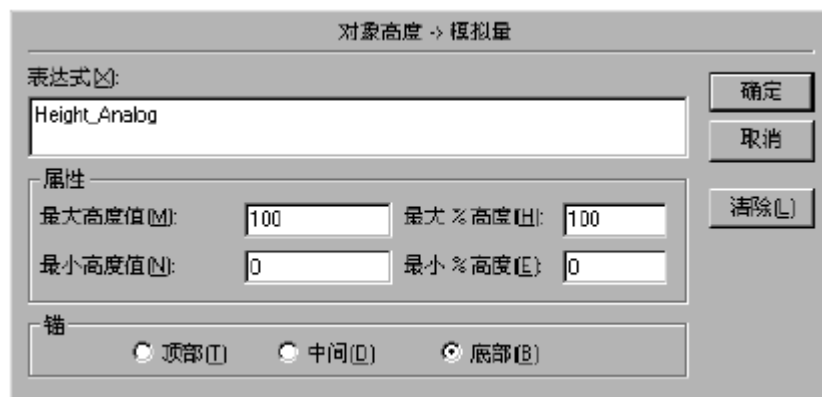 对象高度 -> 模拟量
表达式(X):
Height_Analog
确定
取消
清除(L)
属性
最大高度值(M): 100 最大 % 高度(H): 100
最小高度值(N): 0 最小 % 高度(E): 0
锚
顶部(T) 中间(D) 底部(B)